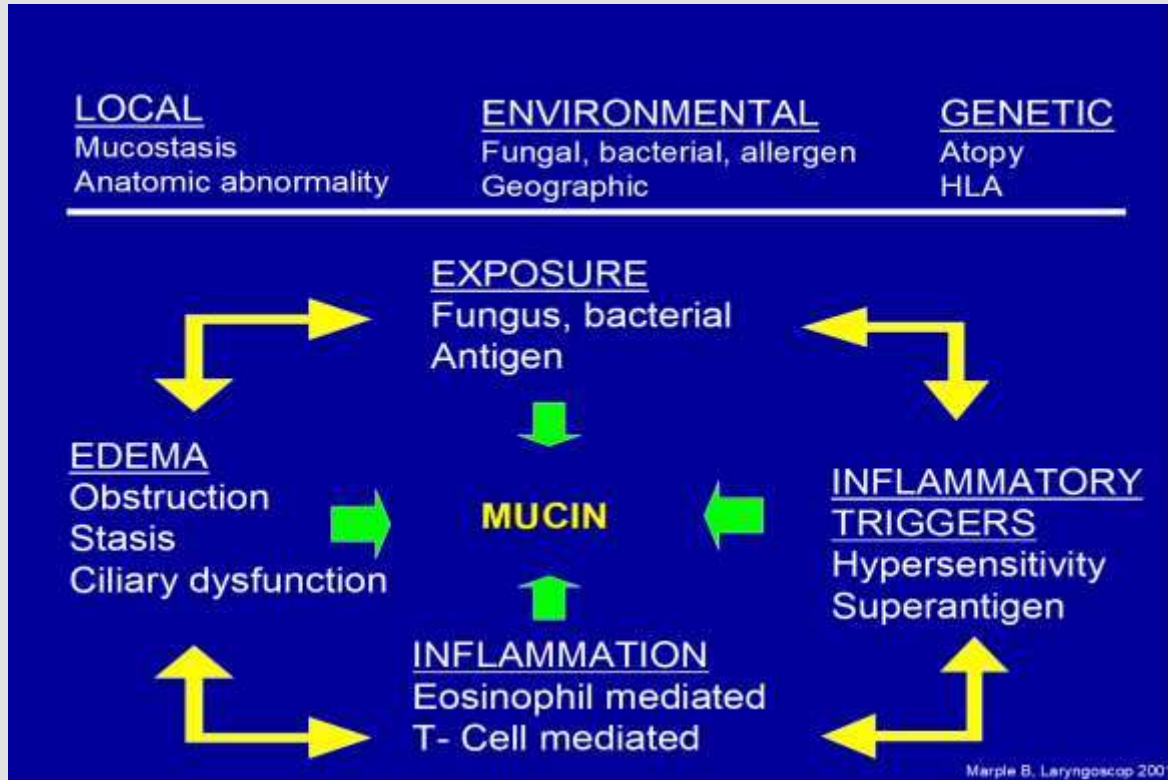 LOCAL
Mucostasis
Anatomic abnormality
ENVIRONMENTAL
Fungal, bacterial, allergen
Geographic
GENETIC
Atopy
HLA
EXPOSURE
Fungus, bacterial
Antigen
EDEMA
Obstruction
Stasis
Ciliary dysfunction
MUCIN
INFLAMMATORY
TRIGGERS
Hypersensitivity
Superantigen
INFLAMMATION
Eosinophil mediated
T- Cell mediated
Marple B. Laryngoscop 2001